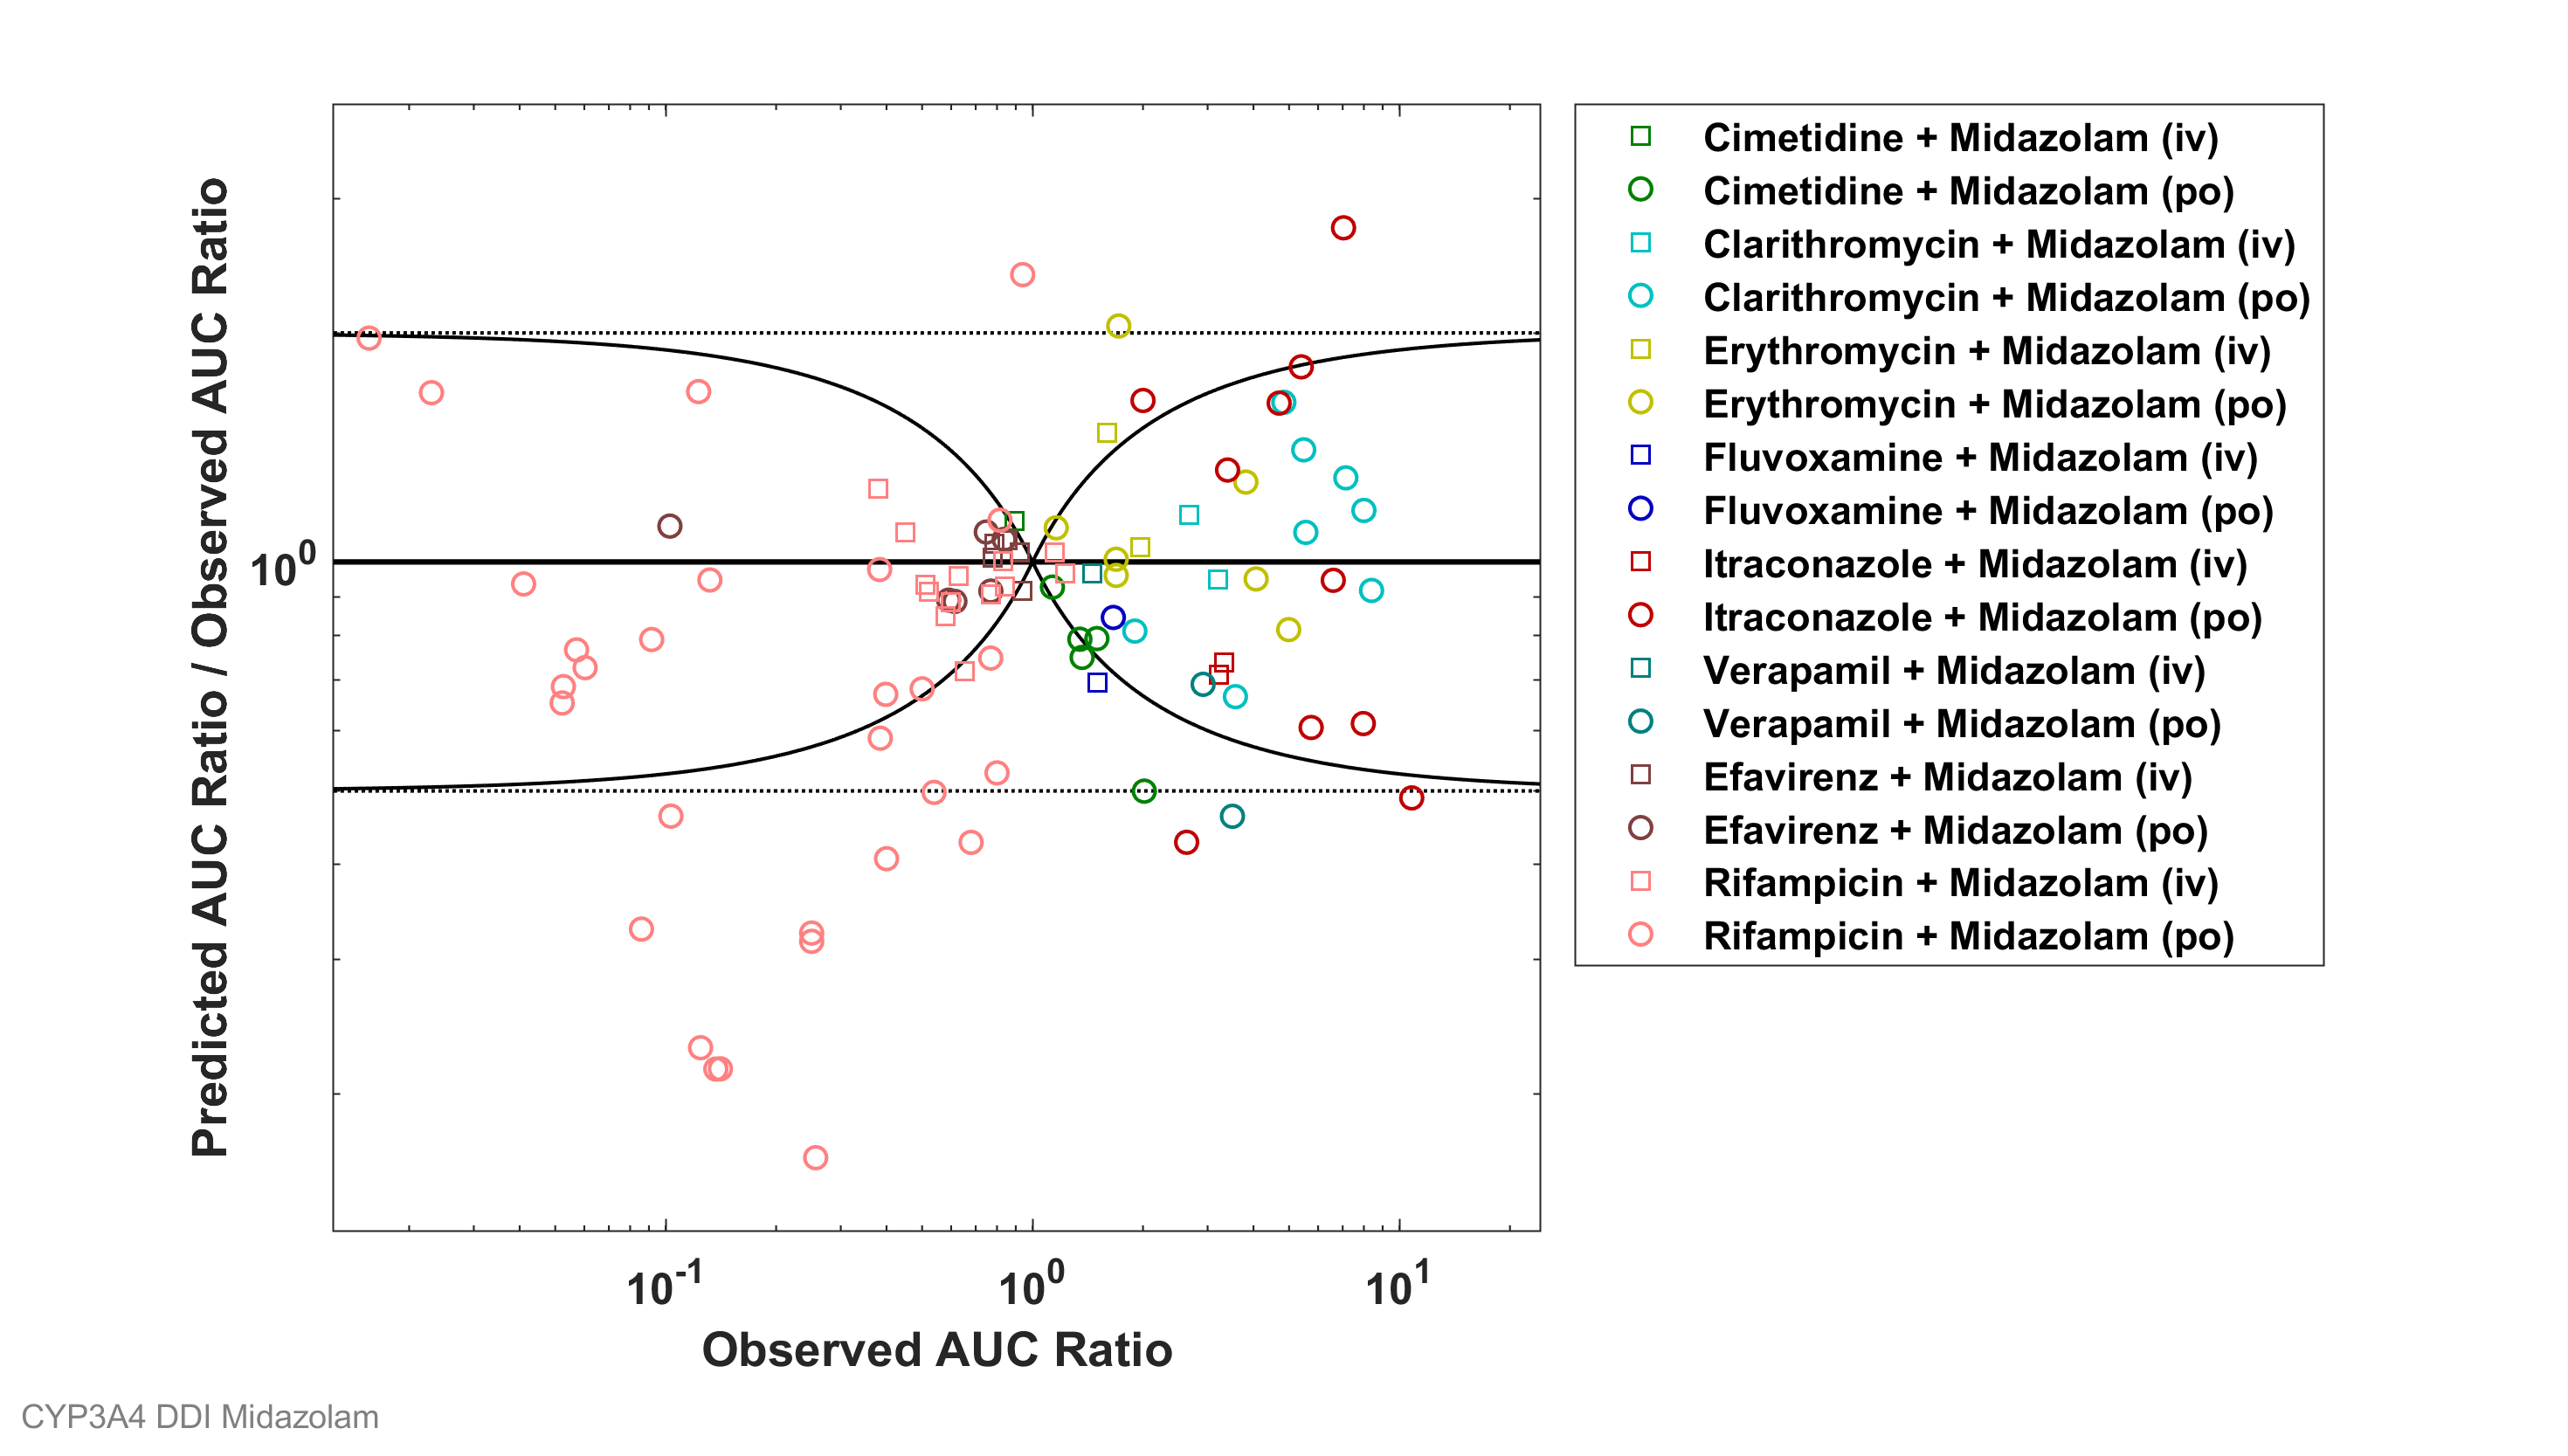 Predicted AUC Ratio / Observed AUC Ratio
10^0
10^-1 10^0 10^1
Observed AUC Ratio
Cimetidine + Midazolam (iv)
Cimetidine + Midazolam (po)
Clarithromycin + Midazolam (iv)
Clarithromycin + Midazolam (po)
Erythromycin + Midazolam (iv)
Erythromycin + Midazolam (po)
Fluvoxamine + Midazolam (iv)
Fluvoxamine + Midazolam (po)
Itraconazole + Midazolam (iv)
Itraconazole + Midazolam (po)
Verapamil + Midazolam (iv)
Verapamil + Midazolam (po)
Efavirenz + Midazolam (iv)
Efavirenz + Midazolam (po)
Rifampicin + Midazolam (iv)
Rifampicin + Midazolam (po)
CYP3A4 DDI Midazolam